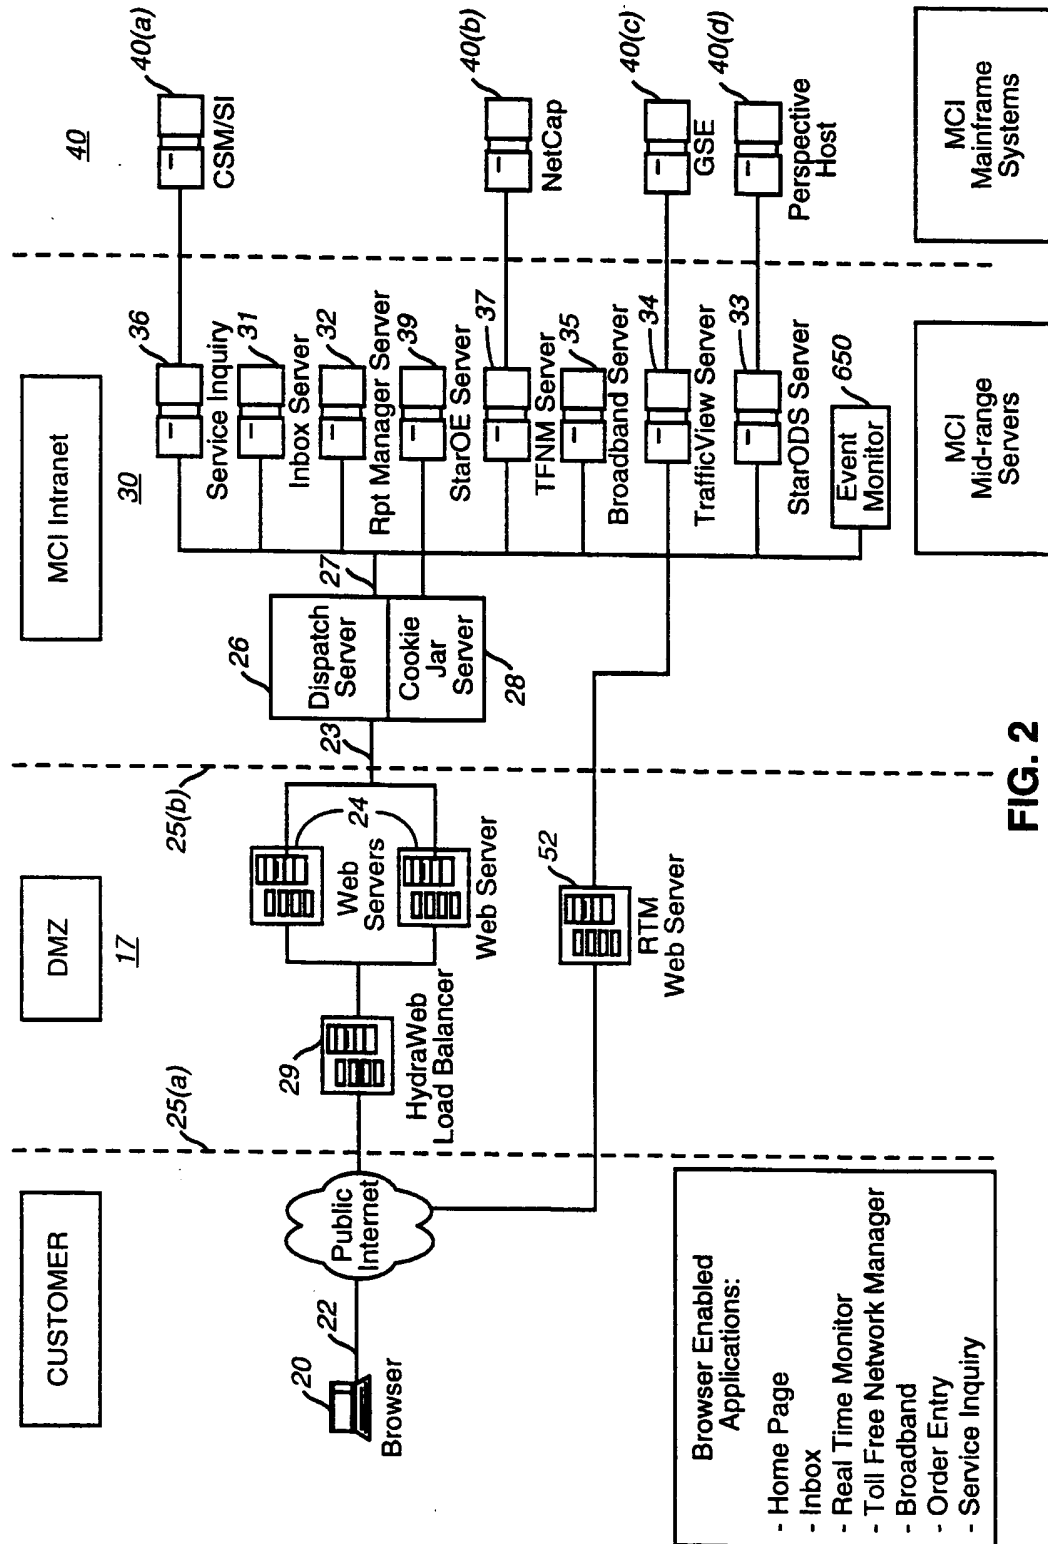 CUSTOMER
DMZ
17
MCI Intranet
30
40
25(a)
25(b)
20
22
Browser
Public
Internet
29
HydraWeb
Load Balancer
24
Web
Servers
Web Server
52
RTM
Web Server
23
26
Dispatch
Server
Cookie
Jar
Server
28
27
36
Service Inquiry
31
Inbox Server
32
Rpt Manager Server
39
StarOE Server
37
TFNM Server
35
Broadband Server
34
TrafficView Server
33
StarODS Server
650
Event
Monitor
40(a)
CSM/SI
40(b)
NetCap
40(c)
GSE
40(d)
Perspective
Host
Browser Enabled
Applications:
- Home Page
- Inbox
- Real Time Monitor
- Toll Free Network Manager
- Broadband
- Order Entry
- Service Inquiry
MCI
Mid-range
Servers
MCI
Mainframe
Systems
FIG. 2